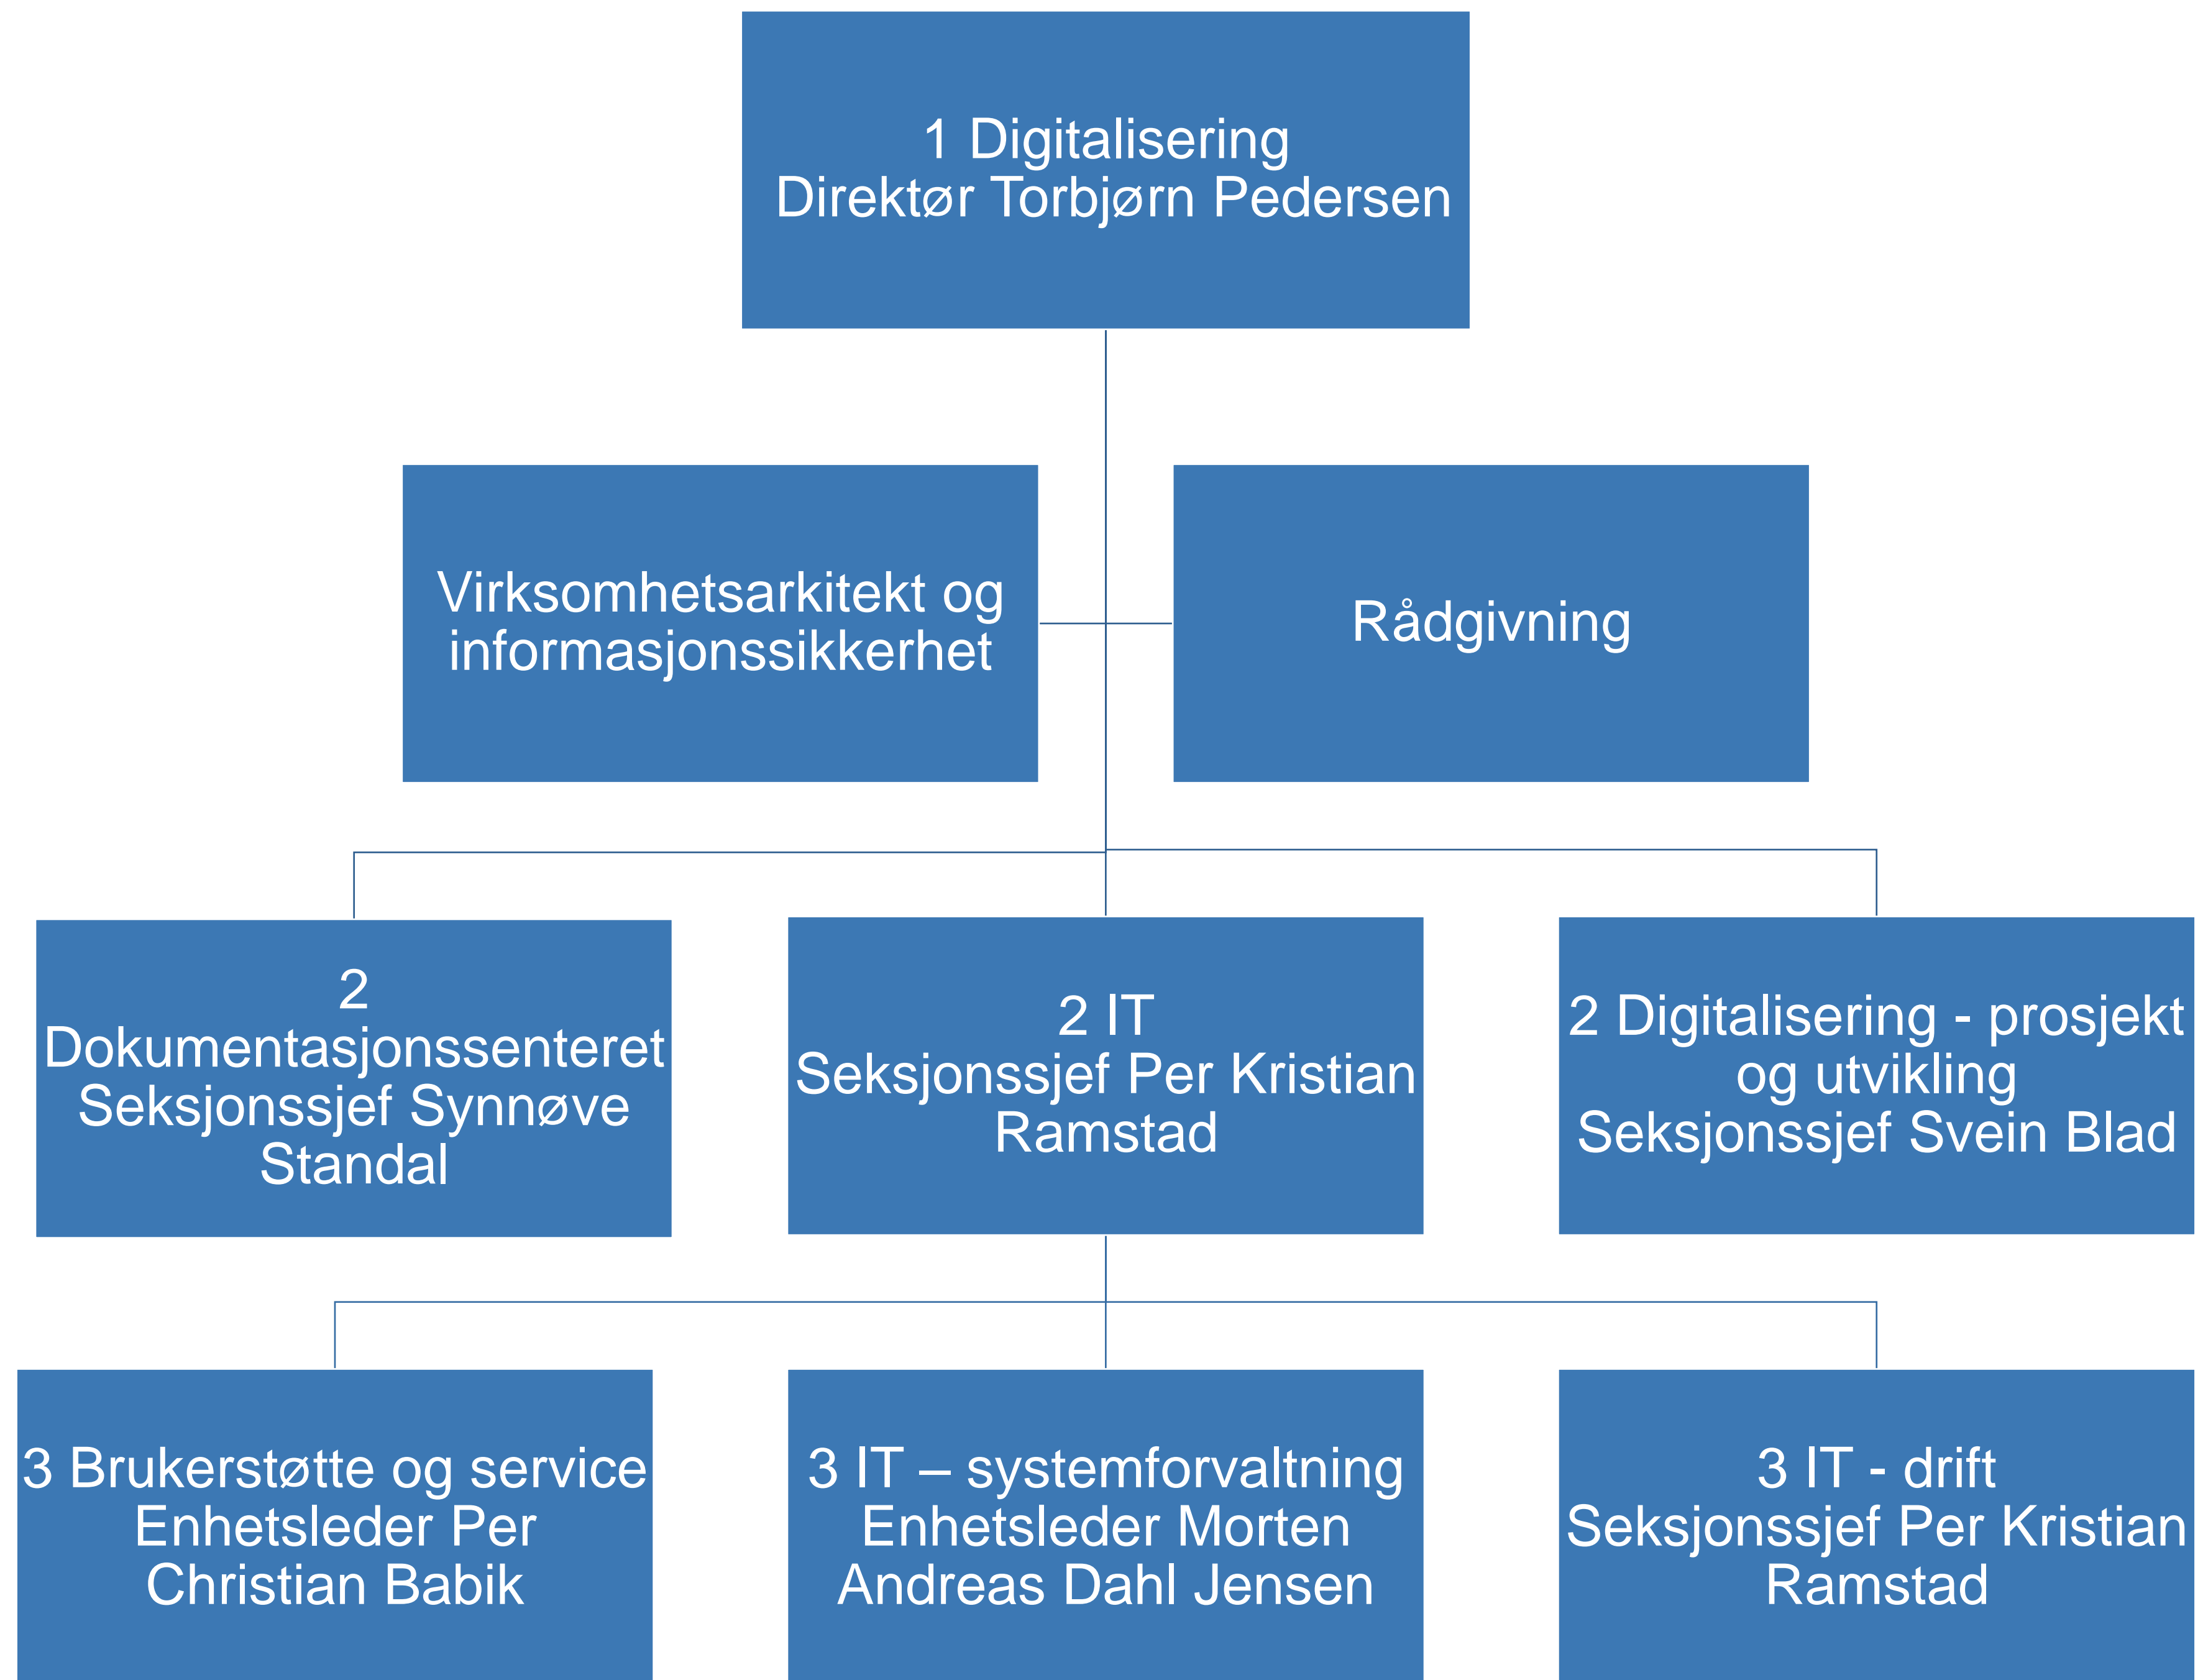 1 Digitalisering
Direktør Torbjørn Pedersen
Virksomhetsarkitekt og
informasjonssikkerhet
Rådgivning
2
Dokumentasjonssenteret
Seksjonssjef Synnøve
Standal
2 IT
Seksjonssjef Per Kristian
Ramstad
2 Digitalisering - prosjekt
og utvikling
Seksjonssjef Svein Blad
3 Brukerstøtte og service
Enhetsleder Per
Christian Babik
3 IT – systemforvaltning
Enhetsleder Morten
Andreas Dahl Jensen
3 IT - drift
Seksjonssjef Per Kristian
Ramstad